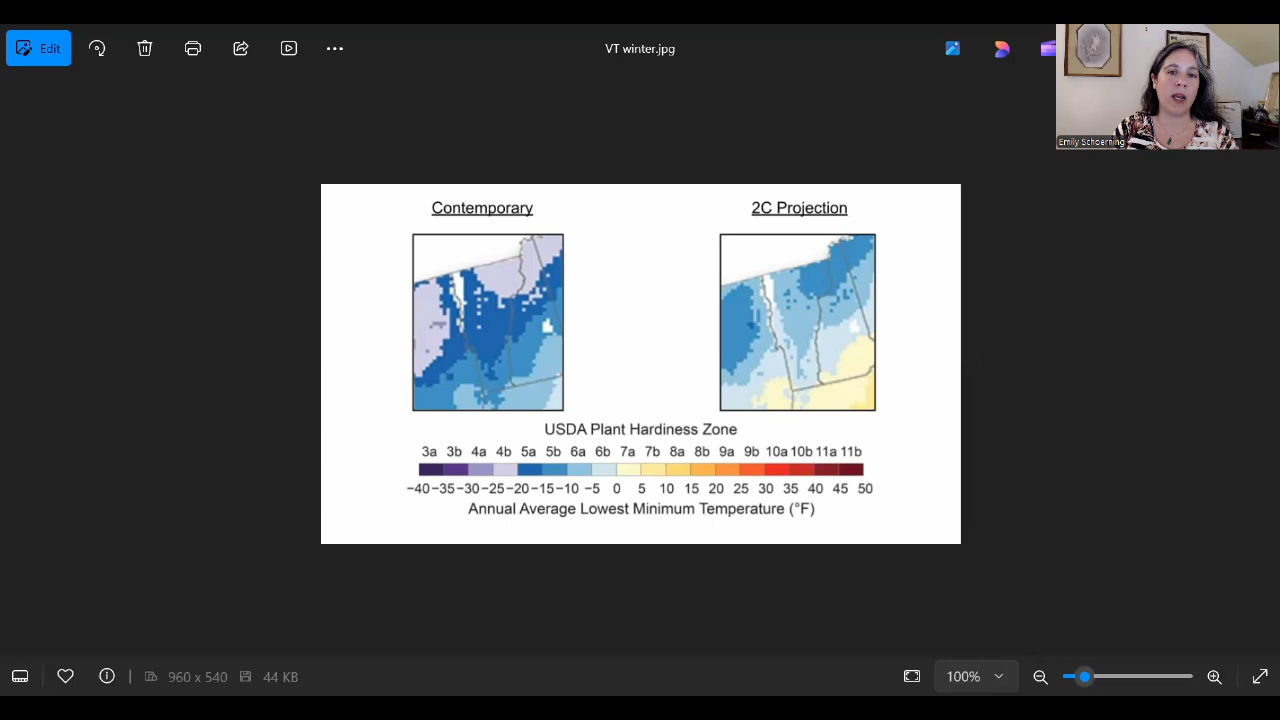 Edit
VT winter.jpg
Emily Schoerning
Contemporary
2C Projection
USDA Plant Hardiness Zone
3a 3b 4a 4b 5a 5b 6a 6b 7a 7b 8a 8b 9a 9b 10a 10b 11a 11b
−40 −35 −30 −25 −20 −15 −10 −5 0 5 10 15 20 25 30 35 40 45 50
Annual Average Lowest Minimum Temperature (°F)
960 x 540
44 KB
100%